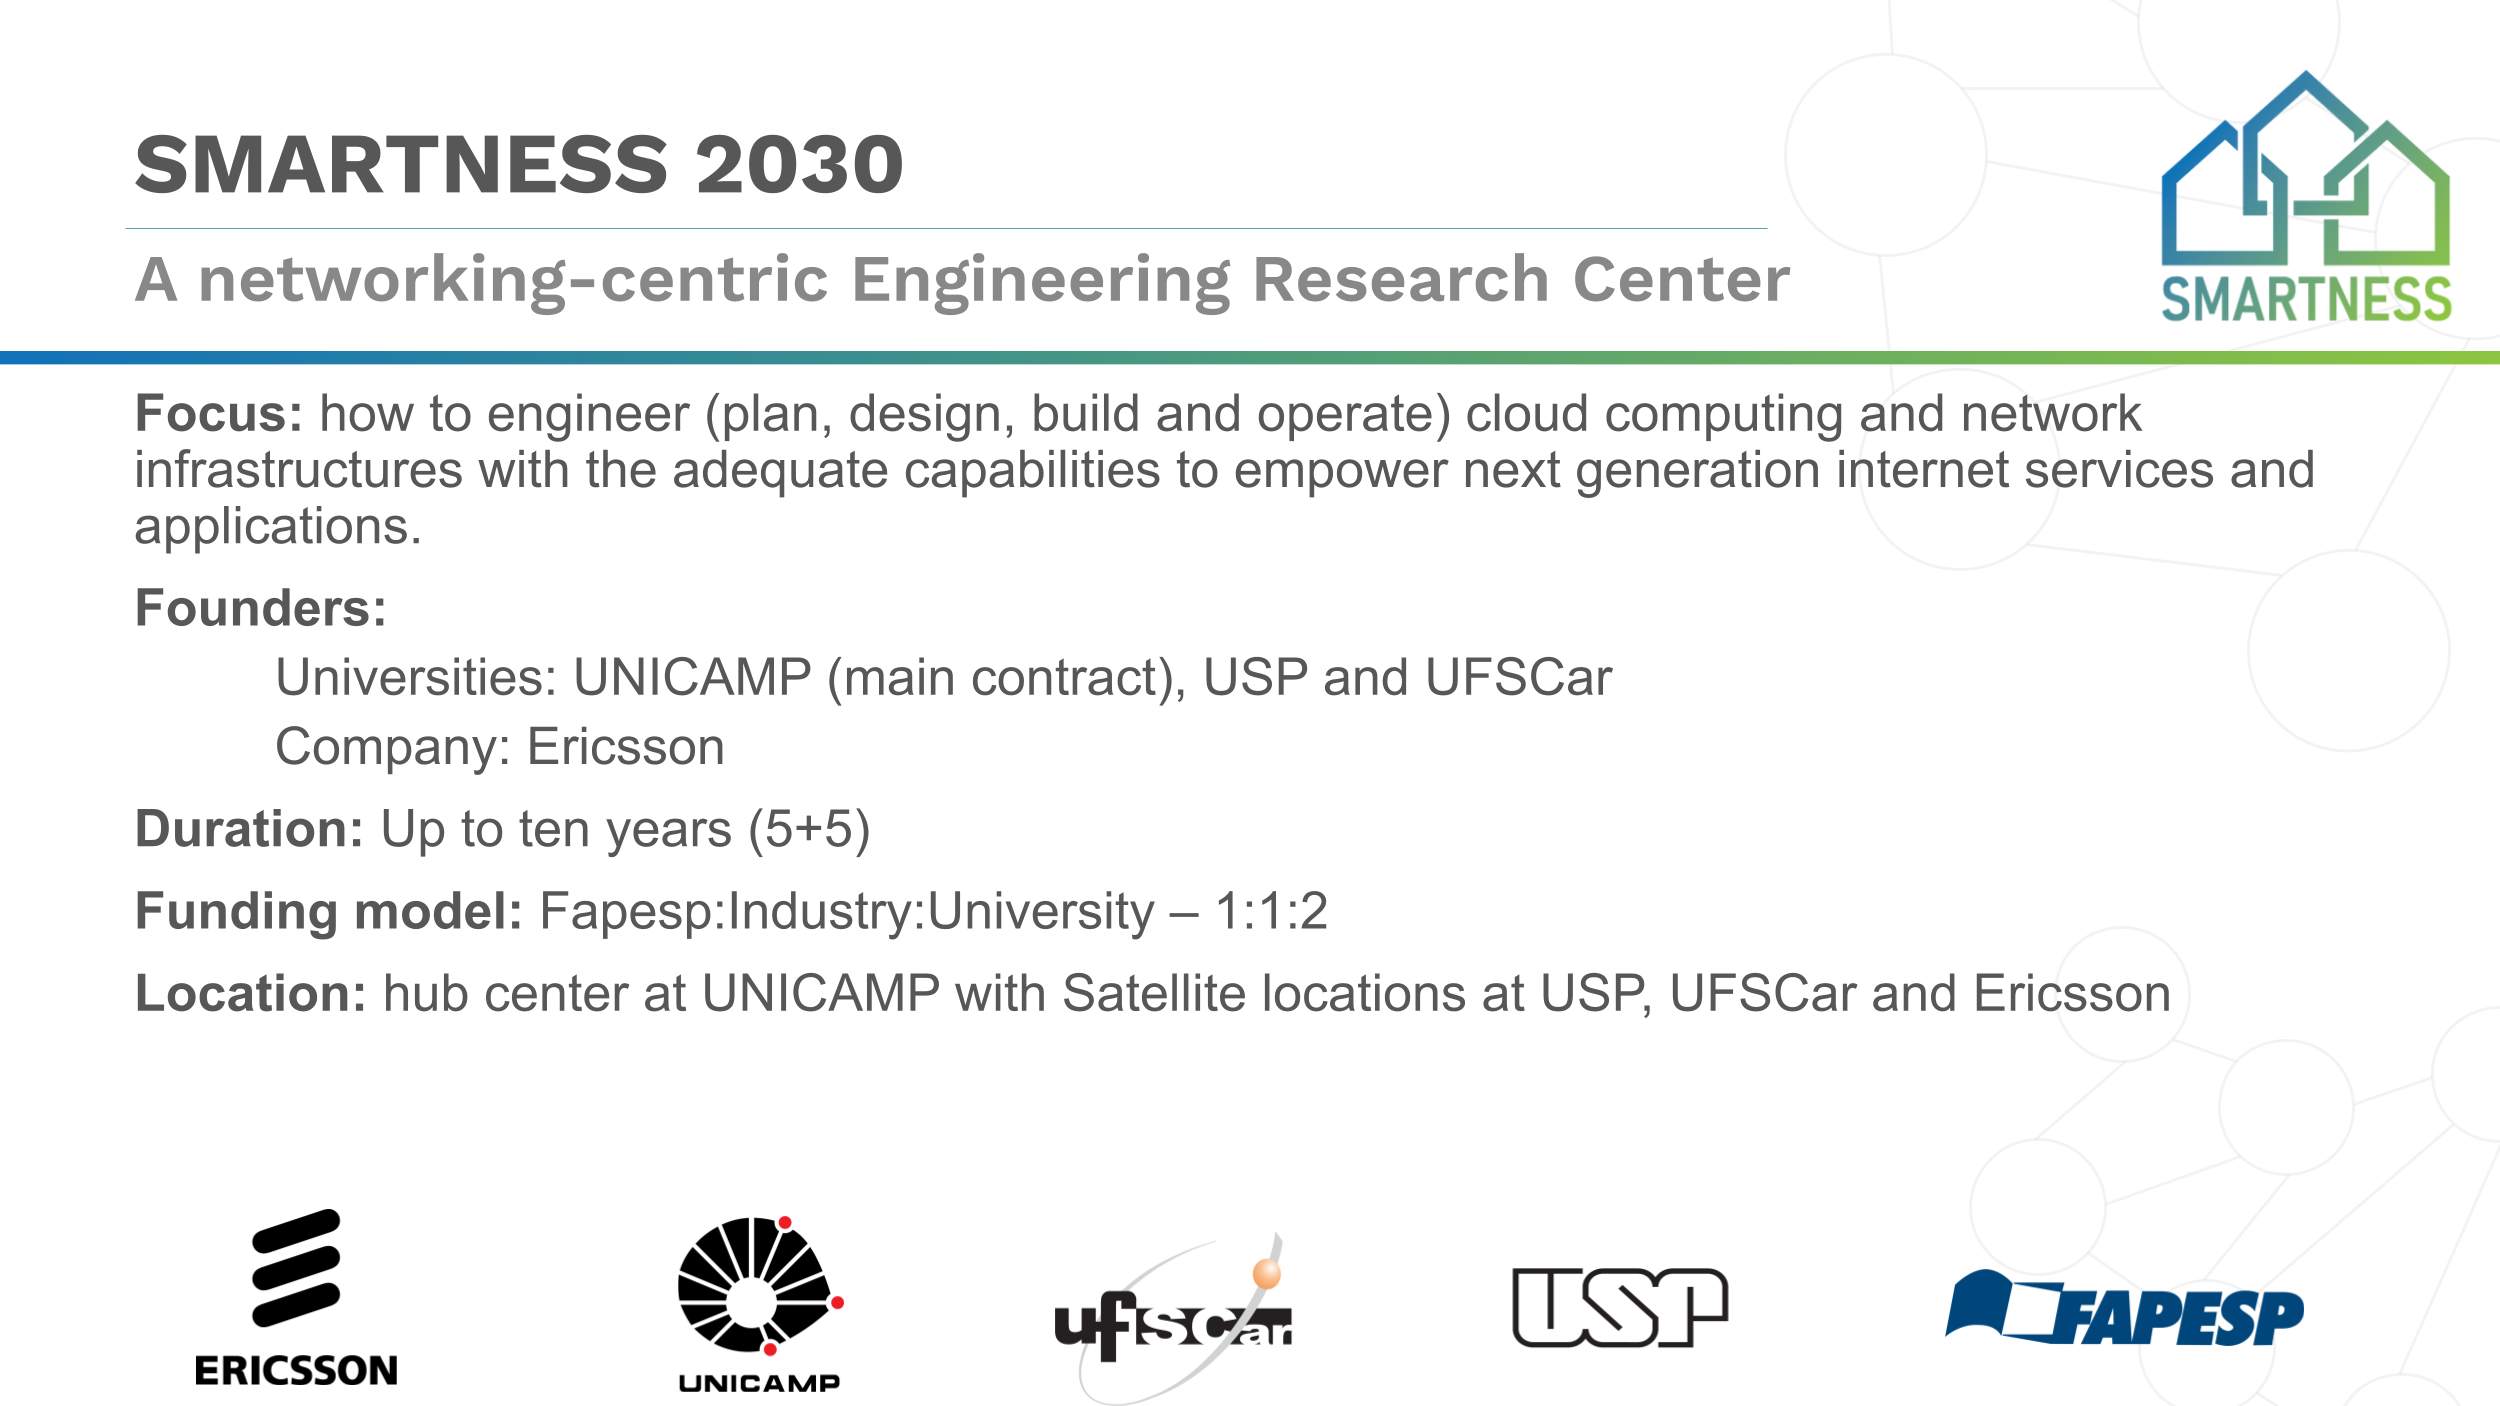 SMARTNESS 2030
A networking-centric Engineering Research Center
SMARTNESS
Focus: how to engineer (plan, design, build and operate) cloud computing and network
infrastructures with the adequate capabilities to empower next generation internet services and
applications.
Founders:
Universities: UNICAMP (main contract), USP and UFSCar
Company: Ericsson
Duration: Up to ten years (5+5)
Funding model: Fapesp:Industry:University – 1:1:2
Location: hub center at UNICAMP with Satellite locations at USP, UFSCar and Ericsson
ERICSSON
UNICAMP
ufscar
USP
FAPESP